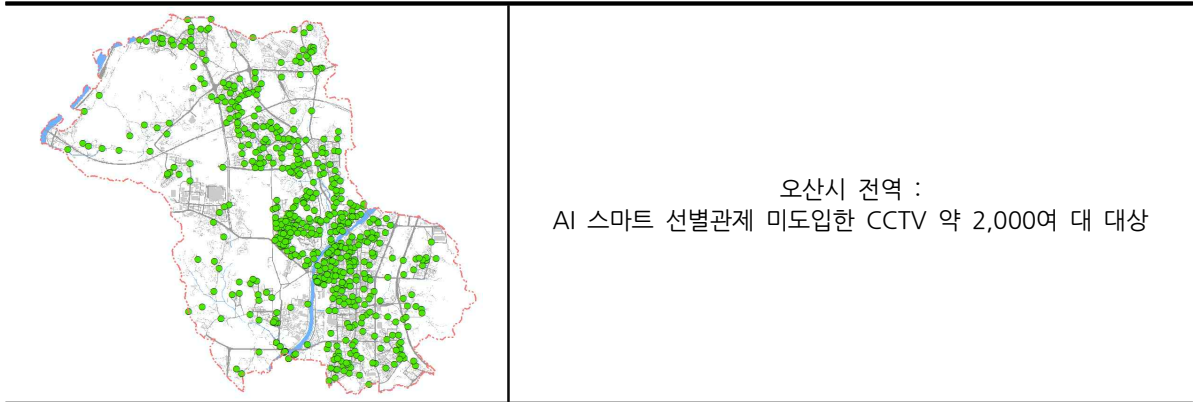 오산시 전역 :
AI 스마트 선별관제 미도입한 CCTV 약 2,000여 대 대상